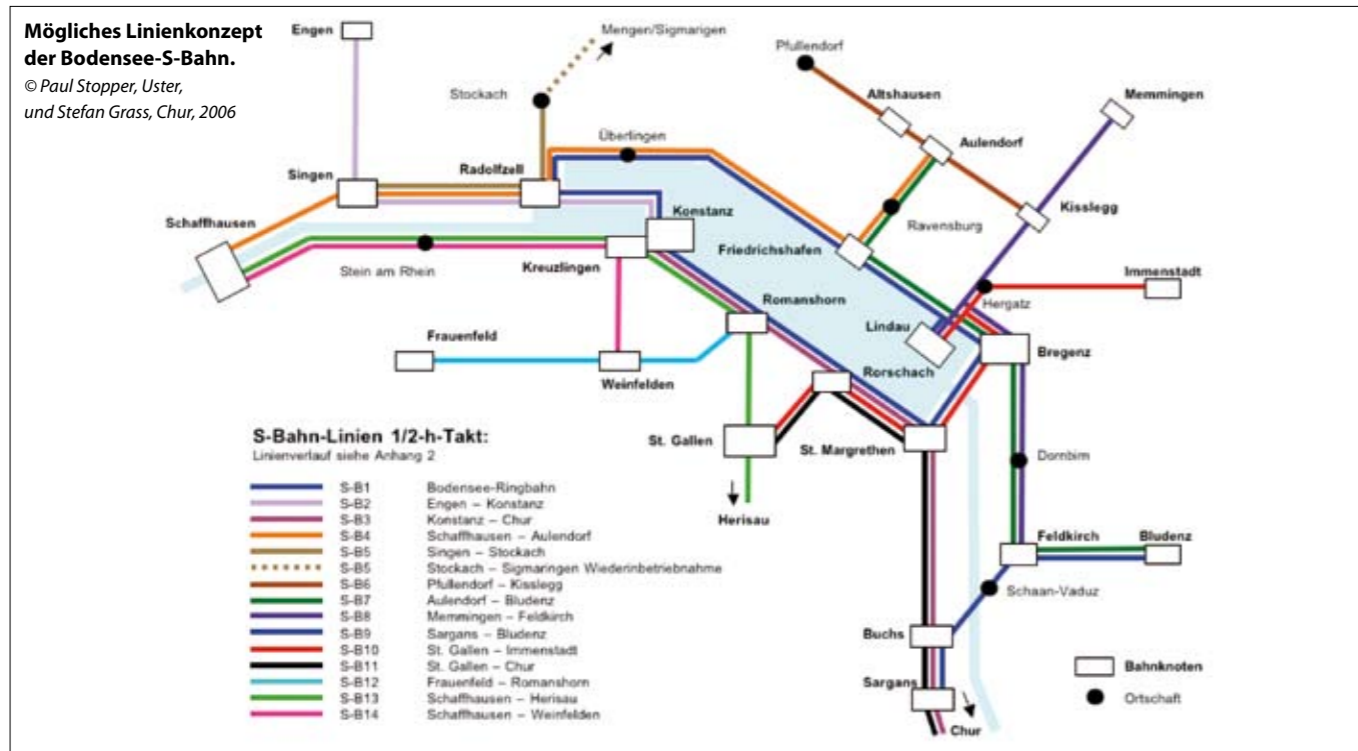 Mögliches Linienkonzept
der Bodensee-S-Bahn.
© Paul Stopper, Uster,
und Stefan Grass, Chur, 2006
Engen
Mengen/Sigmarigen
Pfullendorf
Stockach
Altshausen
Memmingen
Überlingen
Aulendorf
Singen
Radolfzell
Kisslegg
Schaffhausen
Konstanz
Ravensburg
Friedrichshafen
Stein am Rhein
Kreuzlingen
Immenstadt
Hergatz
Romanshorn
Lindau
Frauenfeld
Bregenz
Weinfelden
Rorschach
S-Bahn-Linien 1/2-h-Takt:
Linienverlauf siehe Anhang 2
St. Gallen
St. Margrethen
Dornbirn
Herisau
Feldkirch
Bludenz
Schaan-Vaduz
Buchs
Sargans
Chur
S-B1 Bodensee-Ringbahn
S-B2 Engen – Konstanz
S-B3 Konstanz – Chur
S-B4 Schaffhausen – Aulendorf
S-B5 Singen – Stockach
S-B5 Stockach – Sigmaringen Wiederinbetriebnahme
S-B6 Pfullendorf – Kisslegg
S-B7 Aulendorf – Bludenz
S-B8 Memmingen – Feldkirch
S-B9 Sargans – Bludenz
S-B10 St. Gallen – Immenstadt
S-B11 St. Gallen – Chur
S-B12 Frauenfeld – Romanshorn
S-B13 Schaffhausen – Herisau
S-B14 Schaffhausen – Weinfelden
Bahnknoten
Ortschaft